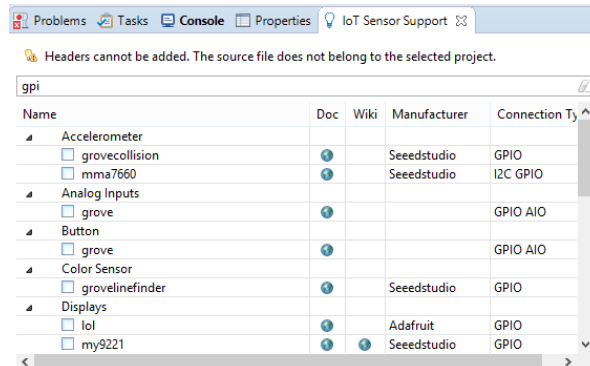 Problems Tasks Console Properties IoT Sensor Support
Headers cannot be added. The source file does not belong to the selected project.
gpi
Name Doc Wiki Manufacturer Connection Ty
Accelerometer
grovecollision Seeedstudio GPIO
mma7660 Seeedstudio I2C GPIO
Analog Inputs
grove GPIO AIO
Button
grove GPIO AIO
Color Sensor
grovelinefinder Seeedstudio GPIO
Displays
lol Adafruit GPIO
my9221 Seeedstudio GPIO